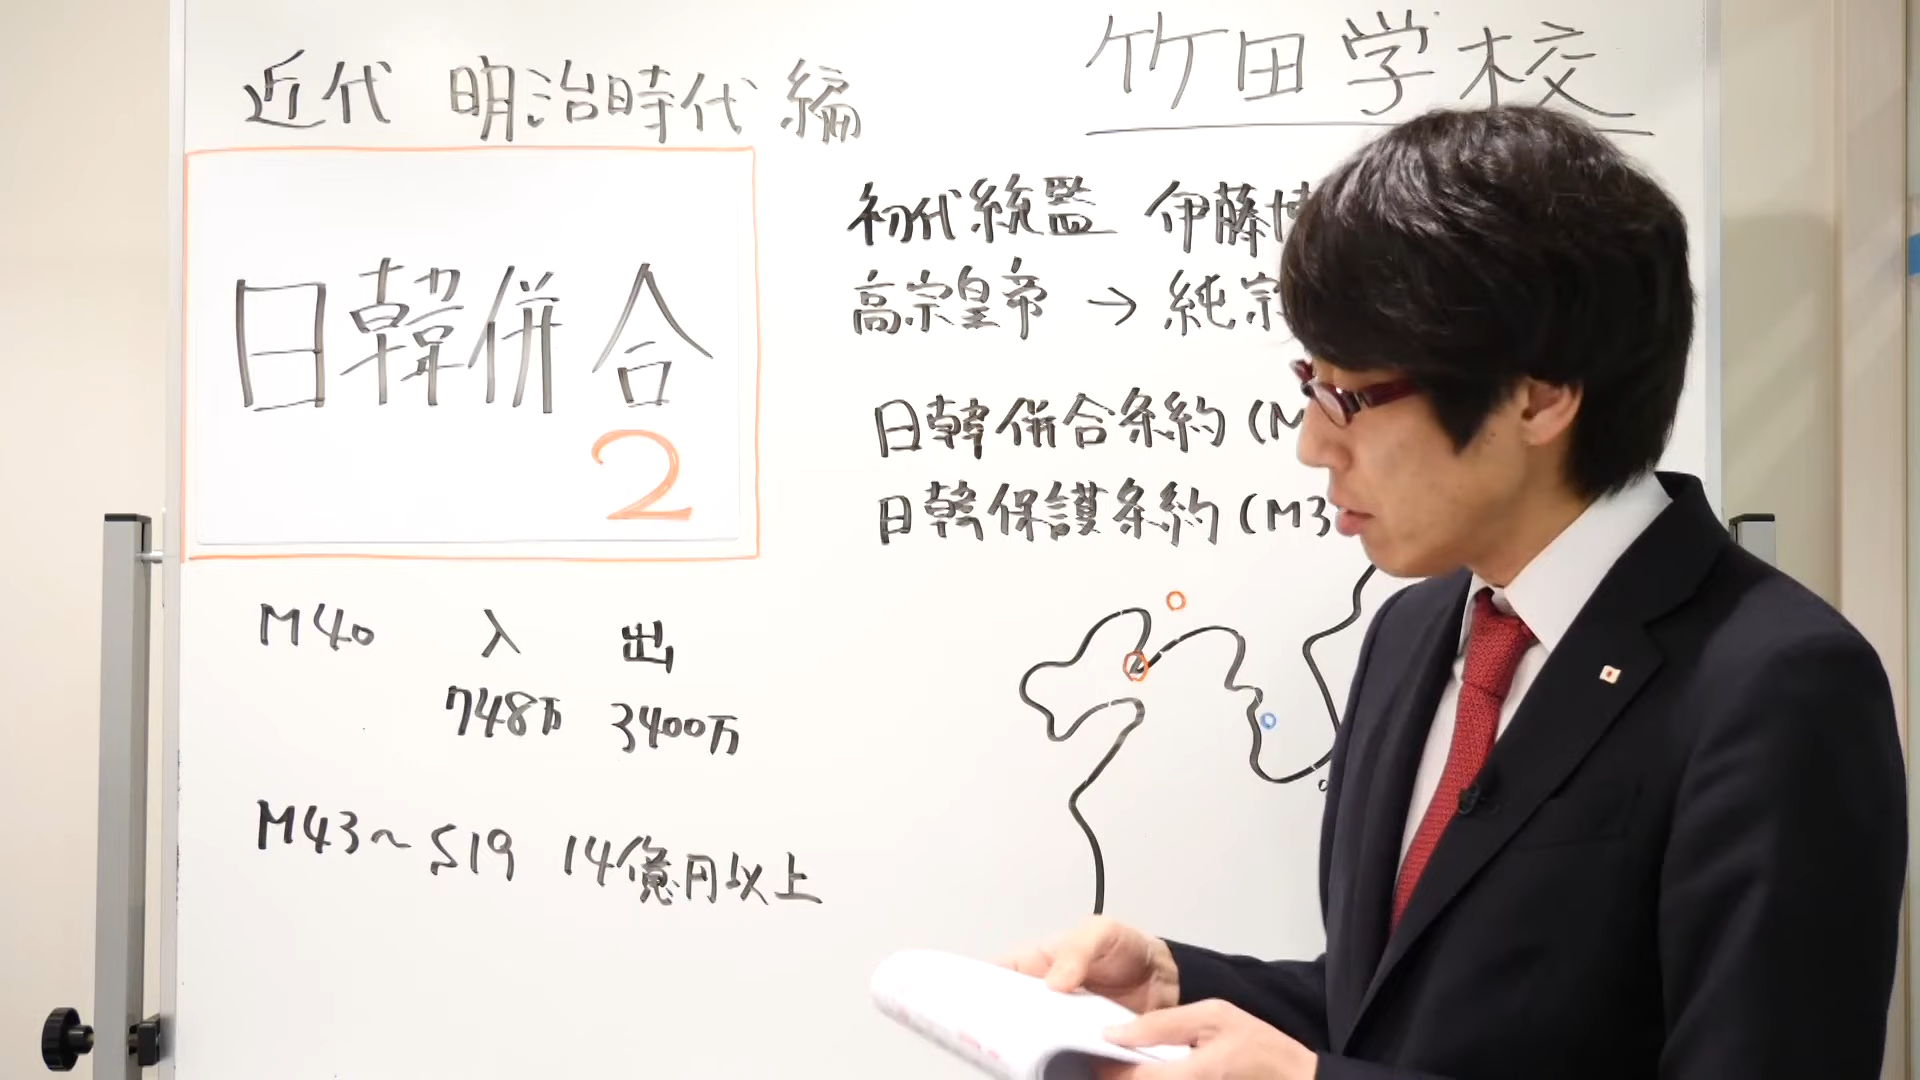 近代 明治時代 編
竹田学校
日韓併合
2
初代統監 伊藤博
高宗皇帝 → 純宗
日韓併合条約 (M
日韓保護条約 (M3
M40 入 出
748万 3400万
M43〜S19 14億円以上